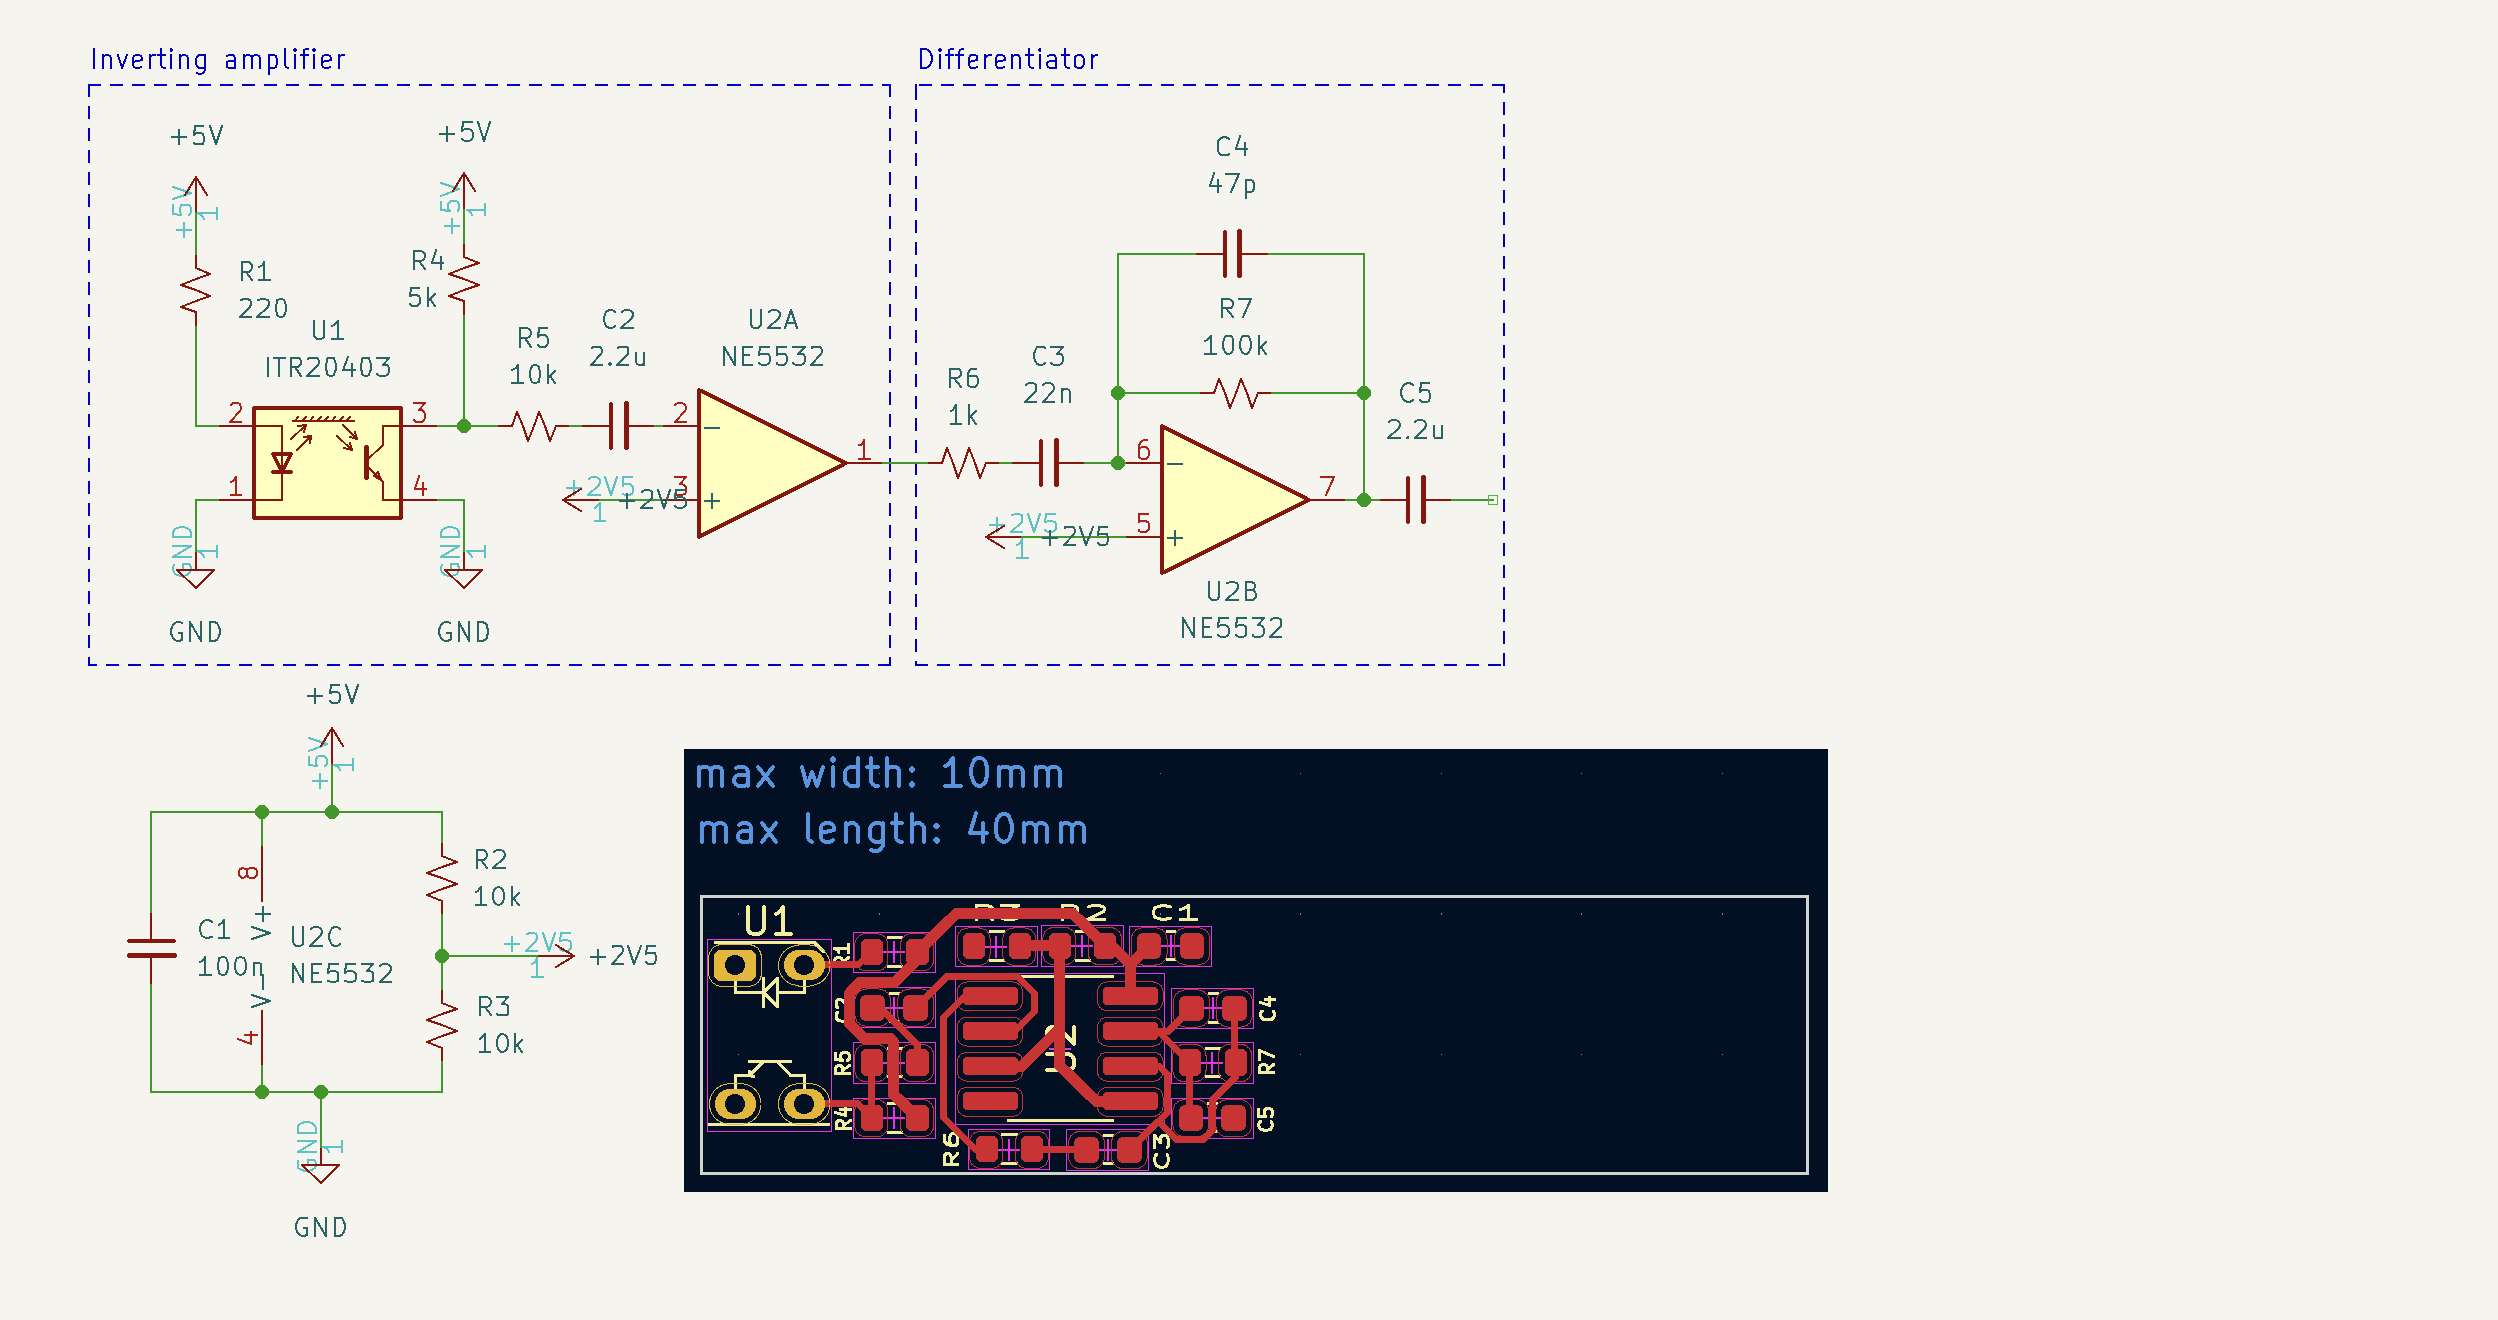 Inverting amplifier
Differentiator
+5V
+5V
C4
47p
+5V
1
+5V
1
R1
220
R4
5k
U1
ITR20403
R5
10k
C2
2.2u
U2A
NE5532
R7
100k
R6
1k
C3
22n
C5
2.2u
2
3
2
1
6
1
4
+2V5
1
+2V5
3
7
+2V5
1
+2V5
5
GND
1
GND
1
U2B
NE5532
GND
GND
+5V
+5V
1
8
R2
10k
C1
100n
V+
V-
U2C
NE5532
+2V5
1
+2V5
4
R3
10k
GND
1
GND
max width: 10mm
max length: 40mm
U1
R3
R2
C1
R1
C2
U2
C4
R5
R7
R4
C5
R6
C3